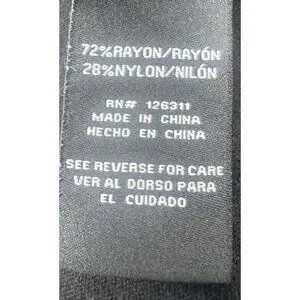 72%RAYON/RAYÓN
28%NYLON/NILÓN
RN# 126311
MADE IN CHINA
HECHO EN CHINA
SEE REVERSE FOR CARE
VER AL DORSO PARA
EL CUIDADO